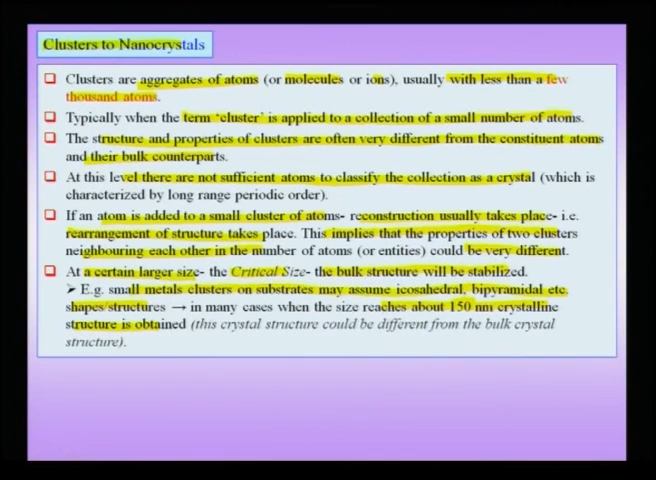 Clusters to Nanocrystals
❑ Clusters are aggregates of atoms (or molecules or ions), usually with less than a few
thousand atoms.
❑ Typically when the term 'cluster' is applied to a collection of a small number of atoms.
❑ The structure and properties of clusters are often very different from the constituent atoms
and their bulk counterparts.
❑ At this level there are not sufficient atoms to classify the collection as a crystal (which is
characterized by long range periodic order).
❑ If an atom is added to a small cluster of atoms- reconstruction usually takes place- i.e.
rearrangement of structure takes place. This implies that the properties of two clusters
neighbouring each other in the number of atoms (or entities) could be very different.
❑ At a certain larger size- the Critical Size- the bulk structure will be stabilized.
➤ E.g. small metals clusters on substrates may assume icosahedral, bipyramidal etc.
shapes/structures → in many cases when the size reaches about 150 nm crystalline
structure is obtained (this crystal structure could be different from the bulk crystal
structure).